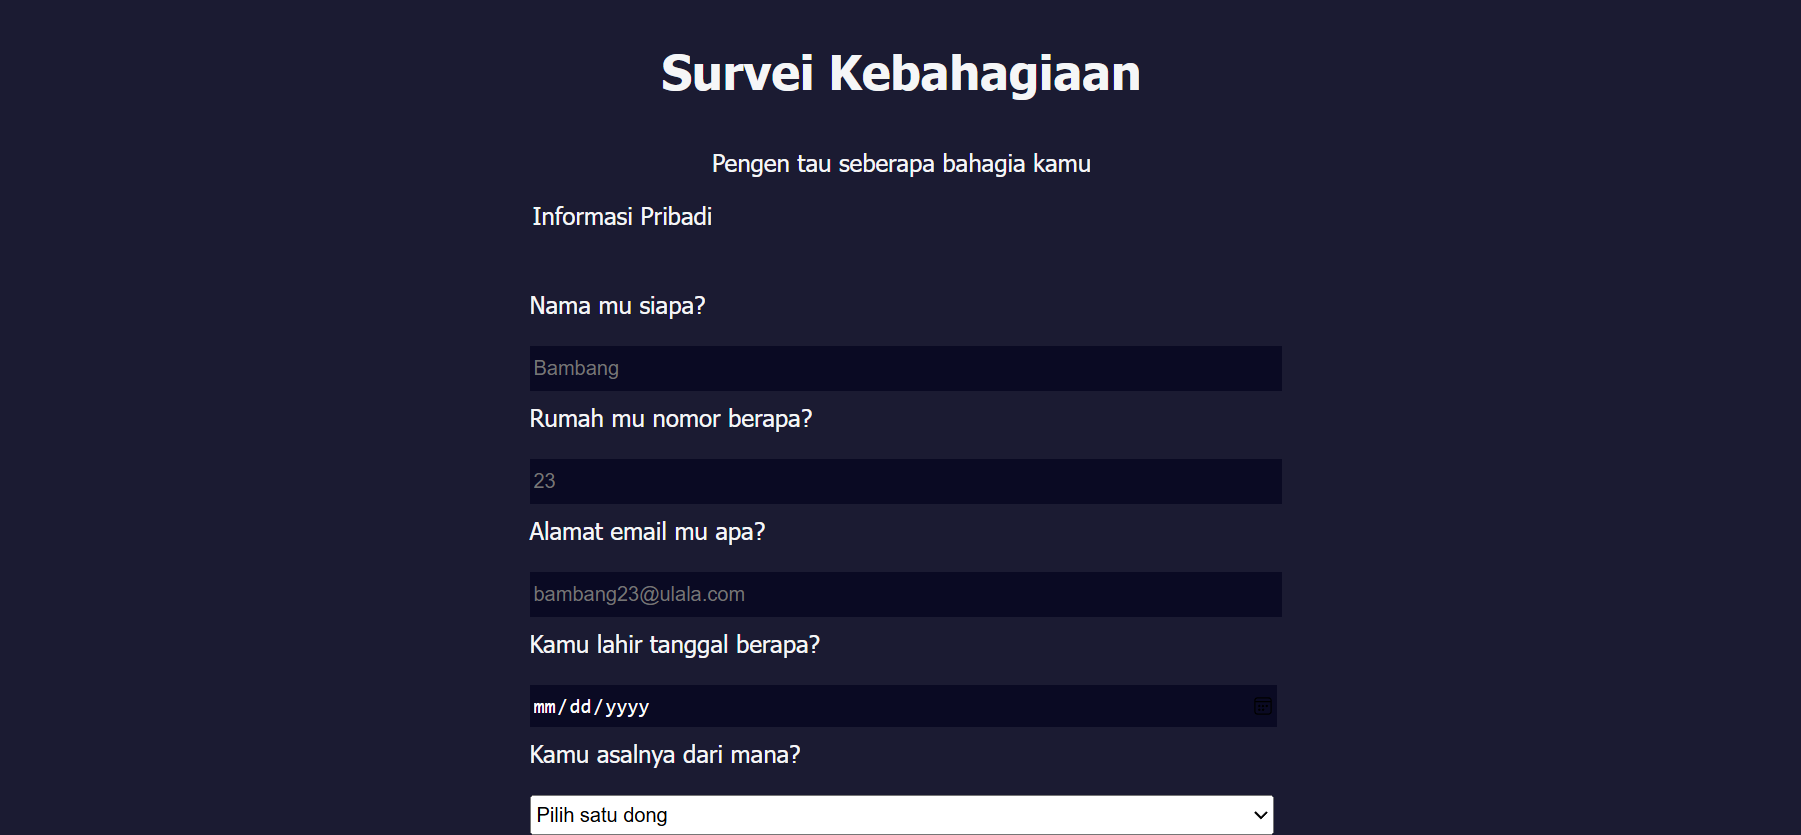 Survei Kebahagiaan
Pengen tau seberapa bahagia kamu
Informasi Pribadi
Nama mu siapa?
Bambang
Rumah mu nomor berapa?
23
Alamat email mu apa?
bambang23@ulala.com
Kamu lahir tanggal berapa?
mm/dd/yyyy
Kamu asalnya dari mana?
Pilih satu dong